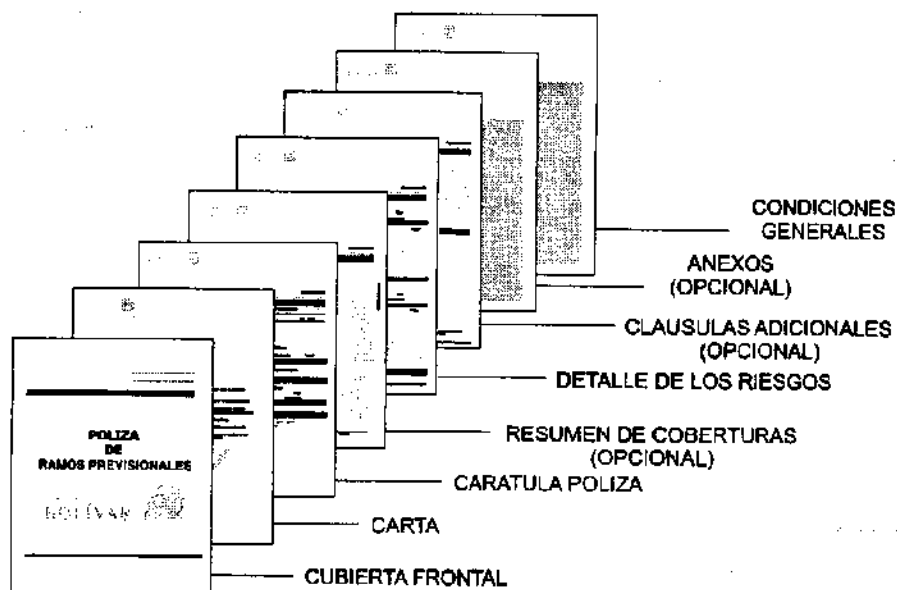 CONDICIONES
GENERALES
ANEXOS
(OPCIONAL)
CLAUSULAS ADICIONALES
(OPCIONAL)
DETALLE DE LOS RIESGOS
RESUMEN DE COBERTURAS
(OPCIONAL)
CARATULA POLIZA
CARTA
CUBIERTA FRONTAL
POLIZA
DE
RAMOS PREVISIONALES
BOLIVAR